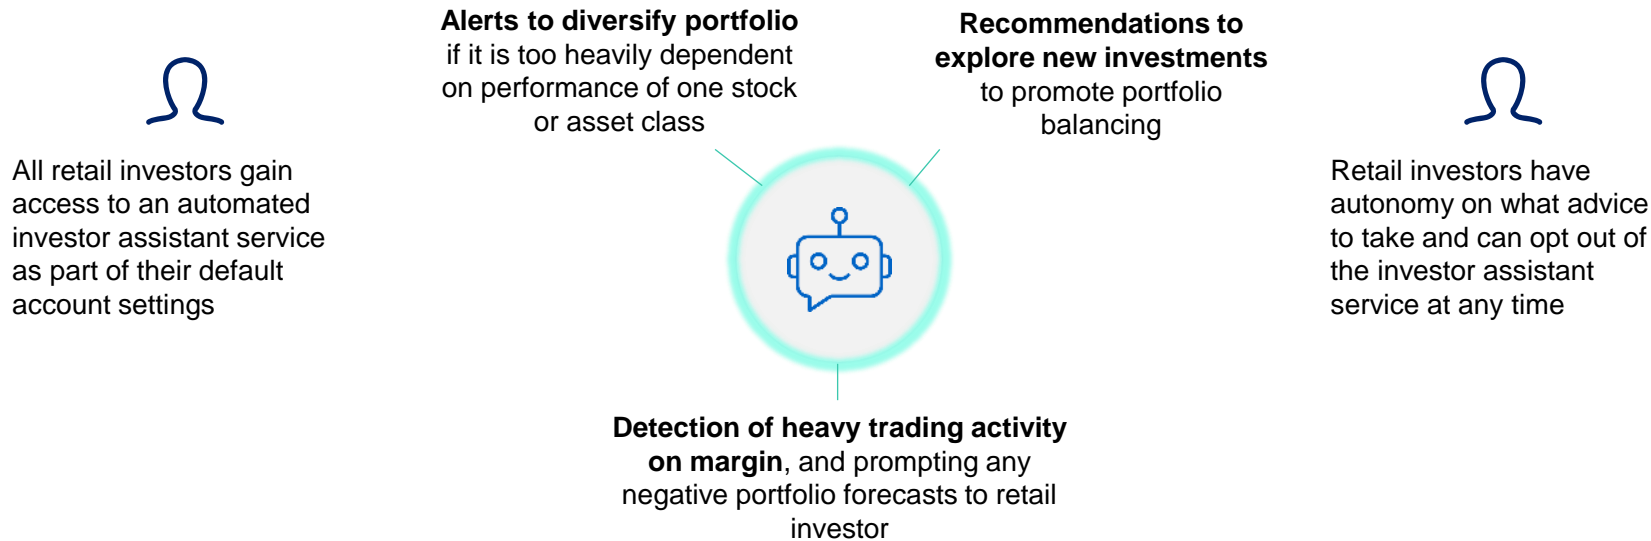 All retail investors gain
access to an automated
investor assistant service
as part of their default
account settings
Alerts to diversify portfolio
if it is too heavily dependent
on performance of one stock
or asset class
Recommendations to
explore new investments
to promote portfolio
balancing
Detection of heavy trading activity
on margin, and prompting any
negative portfolio forecasts to retail
investor
Retail investors have
autonomy on what advice
to take and can opt out of
the investor assistant
service at any time